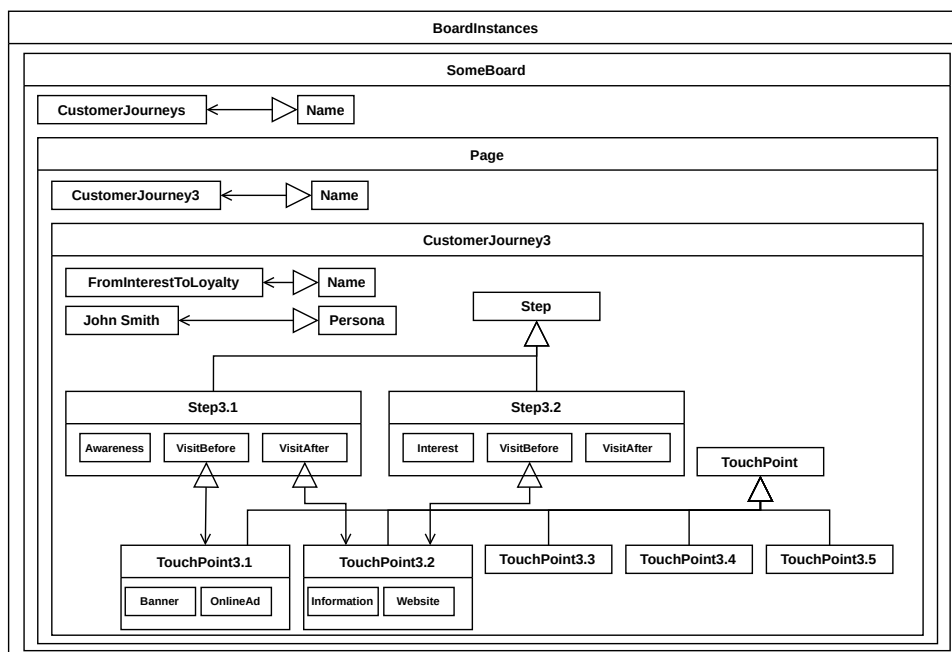 BoardInstances
SomeBoard
CustomerJourneys Name
Page
CustomerJourney3 Name
CustomerJourney3
FromInterestToLoyalty Name
Step
John Smith Persona
Step3.1 Step3.2
Awareness VisitBefore VisitAfter Interest VisitBefore VisitAfter
TouchPoint
TouchPoint3.1 TouchPoint3.2 TouchPoint3.3 TouchPoint3.4 TouchPoint3.5
Banner OnlineAd Information Website